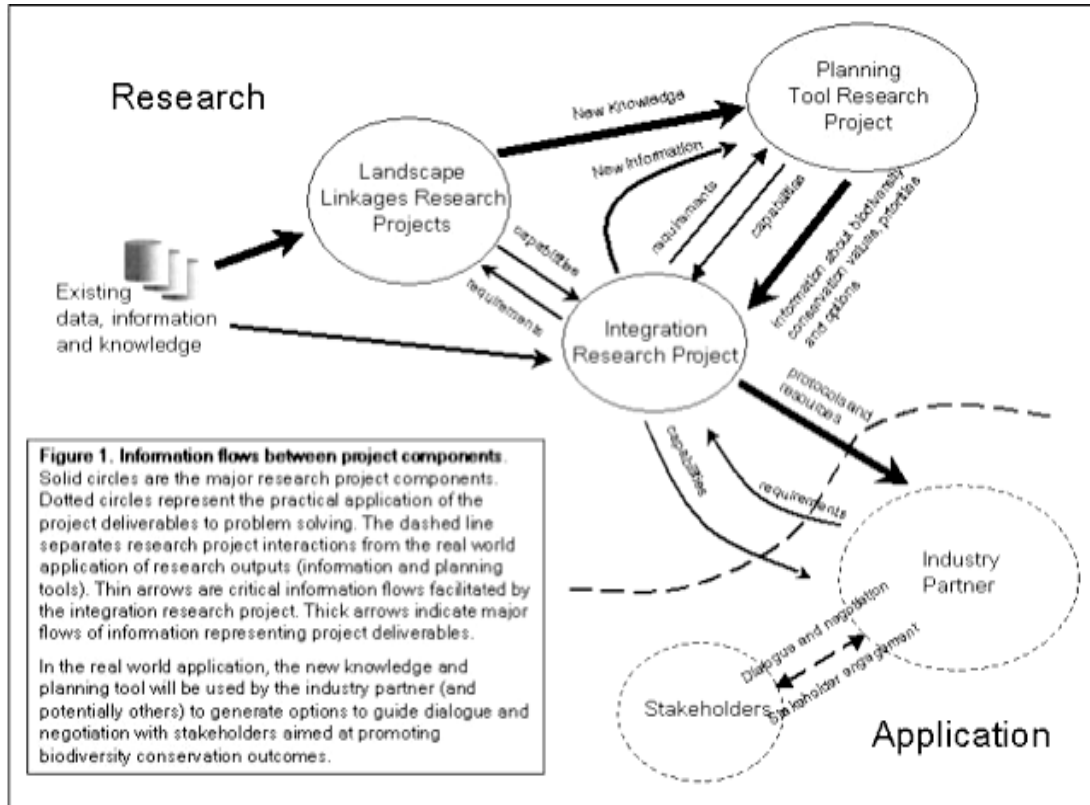 Research
Planning
Tool Research
Project
New Knowledge
Landscape
Linkages Research
Projects
New Information
requiremants
capabilities
Information about biodiversity
conservation values, priorities
and options
capabilities
requirements
Existing
data, information
and knowledge
Integration
Research Project
protocols and
resources
capabilities
requirements
Industry
Partner
Dialogue and negotiation
Stakeholder engagement
Stakeholders
Application
Figure 1. Information flows between project components.
Solid circles are the major research project components.
Dotted circles represent the practical application of the
project deliverables to problem solving. The dashed line
separates research project interactions from the real world
application of research outputs (information and planning
tools). Thin arrows are critical information flows facilitated by
the integration research project. Thick arrows indicate major
flows of information representing project deliverables.
In the real world application, the new knowledge and
planning tool will be used by the industry partner (and
potentially others) to generate options to guide dialogue and
negotiation with stakeholders aimed at promoting
biodiversity conservation outcomes.